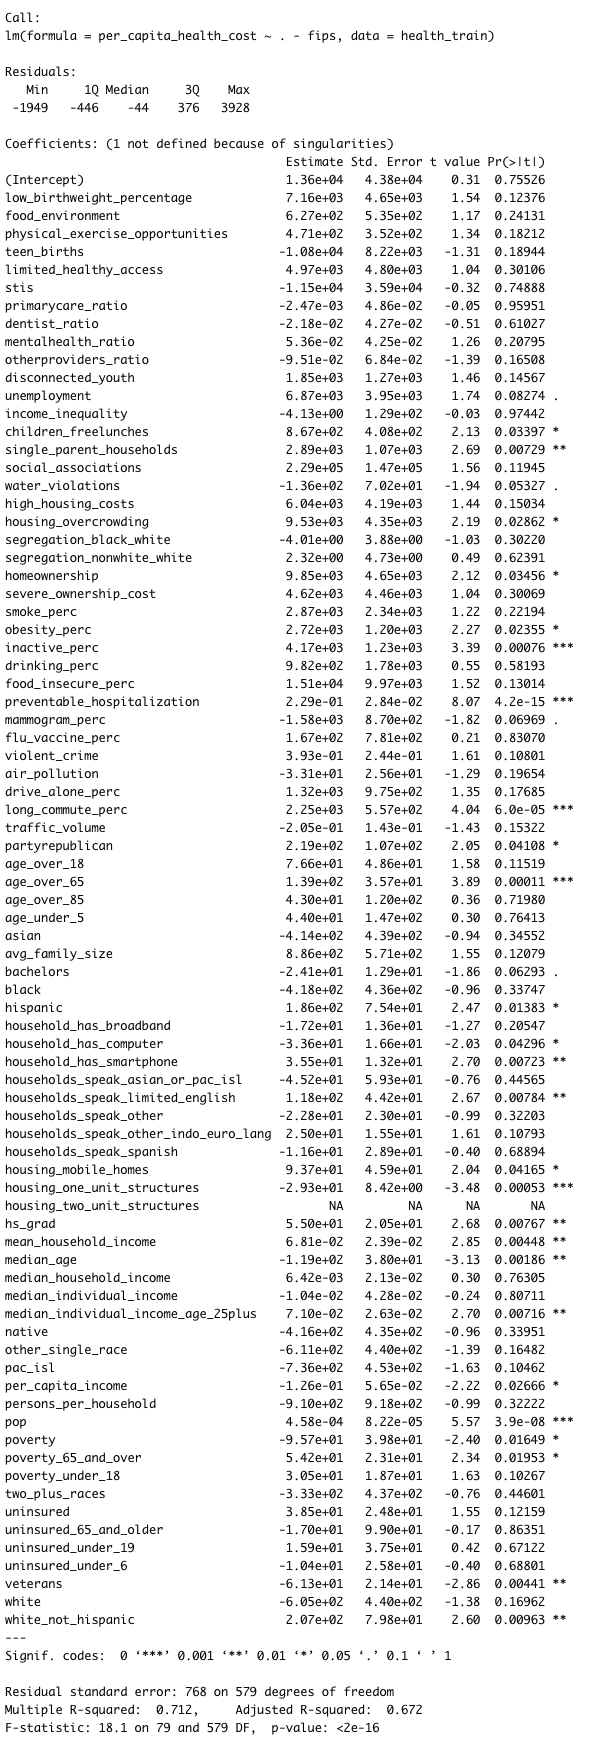 Call:
lm(formula = per_capita_health_cost ~ . - fips, data = health_train)
Residuals:
Min 1Q Median 3Q Max
-1949 -446 -44 376 3928
Coefficients: (1 not defined because of singularities)
Estimate Std. Error t value Pr(>|t|)
(Intercept) 1.36e+04 4.38e+04 0.31 0.75526
low_birthweight_percentage 7.16e+03 4.65e+03 1.54 0.12376
food_environment 6.27e+02 5.35e+02 1.17 0.24131
physical_exercise_opportunities 4.71e+02 3.52e+02 1.34 0.18212
teen_births -1.08e+04 8.22e+03 -1.31 0.18944
limited_healthy_access 4.97e+03 4.80e+03 1.04 0.30106
stis -1.15e+04 3.59e+04 -0.32 0.74888
primarycare_ratio -2.47e-03 4.86e-02 -0.05 0.95951
dentist_ratio -2.18e-02 4.27e-02 -0.51 0.61027
mentalhealth_ratio 5.36e-02 4.25e-02 1.26 0.20795
otherproviders_ratio -9.51e-02 6.84e-02 -1.39 0.16508
disconnected_youth 1.85e+03 1.27e+03 1.46 0.14567
unemployment 6.87e+03 3.95e+03 1.74 0.08274 .
income_inequality -4.13e+00 1.29e+02 -0.03 0.97442
children_freelunches 8.67e+02 4.08e+02 2.13 0.03397 *
single_parent_households 2.89e+03 1.07e+03 2.69 0.00729 **
social_associations 2.29e+05 1.47e+05 1.56 0.11945
water_violations -1.36e+02 7.02e+01 -1.94 0.05327 .
high_housing_costs 6.04e+03 4.19e+03 1.44 0.15034
housing_overcrowding 9.53e+03 4.35e+03 2.19 0.02862 *
segregation_black_white -4.01e+00 3.88e+00 -1.03 0.30220
segregation_nonwhite_white 2.32e+00 4.73e+00 0.49 0.62391
homeownership 9.85e+03 4.65e+03 2.12 0.03456 *
severe_ownership_cost 4.62e+03 4.46e+03 1.04 0.30069
smoke_perc 2.87e+03 2.34e+03 1.22 0.22194
obesity_perc 2.72e+03 1.20e+03 2.27 0.02355 *
inactive_perc 4.17e+03 1.23e+03 3.39 0.00076 ***
drinking_perc 9.82e+02 1.78e+03 0.55 0.58193
food_insecure_perc 1.51e+04 9.97e+03 1.52 0.13014
preventable_hospitalization 2.29e-01 2.84e-02 8.07 4.2e-15 ***
mammogram_perc -1.58e+03 8.70e+02 -1.82 0.06969 .
flu_vaccine_perc 1.67e+02 7.81e+02 0.21 0.83070
violent_crime 3.93e-01 2.44e-01 1.61 0.10801
air_pollution -3.31e+01 2.56e+01 -1.29 0.19654
drive_alone_perc 1.32e+03 9.75e+02 1.35 0.17685
long_commute_perc 2.25e+03 5.57e+02 4.04 6.0e-05 ***
traffic_volume -2.05e-01 1.43e-01 -1.43 0.15322
partyrepublican 2.19e+02 1.07e+02 2.05 0.04108 *
age_over_18 7.66e+01 4.86e+01 1.58 0.11519
age_over_65 1.39e+02 3.57e+01 3.89 0.00011 ***
age_over_85 4.30e+01 1.20e+02 0.36 0.71980
age_under_5 4.40e+01 1.47e+02 0.30 0.76413
asian -4.14e+02 4.39e+02 -0.94 0.34552
avg_family_size 8.86e+02 5.71e+02 1.55 0.12079
bachelors -2.41e+01 1.29e+01 -1.86 0.06293 .
black -4.18e+02 4.36e+02 -0.96 0.33747
hispanic 1.86e+02 7.54e+01 2.47 0.01383 *
household_has_broadband -1.72e+01 1.36e+01 -1.27 0.20547
household_has_computer -3.36e+01 1.66e+01 -2.03 0.04296 *
household_has_smartphone 3.55e+01 1.32e+01 2.70 0.00723 **
households_speak_asian_or_pac_isl -4.52e+01 5.93e+01 -0.76 0.44565
households_speak_limited_english 1.18e+02 4.42e+01 2.67 0.00784 **
households_speak_other -2.28e+01 2.30e+01 -0.99 0.32203
households_speak_other_indo_euro_lang 2.50e+01 1.55e+01 1.61 0.10793
households_speak_spanish -1.16e+01 2.89e+01 -0.40 0.68894
housing_mobile_homes 9.37e+01 4.59e+01 2.04 0.04165 *
housing_one_unit_structures -2.93e+01 8.42e+00 -3.48 0.00053 ***
housing_two_unit_structures NA NA NA NA
hs_grad 5.50e+01 2.05e+01 2.68 0.00767 **
mean_household_income 6.81e-02 2.39e-02 2.85 0.00448 **
median_age -1.19e+02 3.80e+01 -3.13 0.00186 **
median_household_income 6.42e-03 2.13e-02 0.30 0.76305
median_individual_income -1.04e-02 4.28e-02 -0.24 0.80711
median_individual_income_age_25plus 7.10e-02 2.63e-02 2.70 0.00716 **
native -4.16e+02 4.35e+02 -0.96 0.33951
other_single_race -6.11e+02 4.40e+02 -1.39 0.16482
pac_isl -7.36e+02 4.53e+02 -1.63 0.10462
per_capita_income -1.26e-01 5.65e-02 -2.22 0.02666 *
persons_per_household -9.10e+02 9.18e+02 -0.99 0.32222
pop 4.58e-04 8.22e-05 5.57 3.9e-08 ***
poverty -9.57e+01 3.98e+01 -2.40 0.01649 *
poverty_65_and_over 5.42e+01 2.31e+01 2.34 0.01953 *
poverty_under_18 3.05e+01 1.87e+01 1.63 0.10267
two_plus_races -3.33e+02 4.37e+02 -0.76 0.44601
uninsured 3.85e+01 2.48e+01 1.55 0.12159
uninsured_65_and_older -1.70e+01 9.90e+01 -0.17 0.86351
uninsured_under_19 1.59e+01 3.75e+01 0.42 0.67122
uninsured_under_6 -1.04e+01 2.58e+01 -0.40 0.68801
veterans -6.13e+01 2.14e+01 -2.86 0.00441 **
white -6.05e+02 4.40e+02 -1.38 0.16962
white_not_hispanic 2.07e+02 7.98e+01 2.60 0.00963 **
---
Signif. codes: 0 ‘***’ 0.001 ‘**’ 0.01 ‘*’ 0.05 ‘.’ 0.1 ‘ ’ 1
Residual standard error: 768 on 579 degrees of freedom
Multiple R-squared: 0.712, Adjusted R-squared: 0.672
F-statistic: 18.1 on 79 and 579 DF, p-value: <2e-16